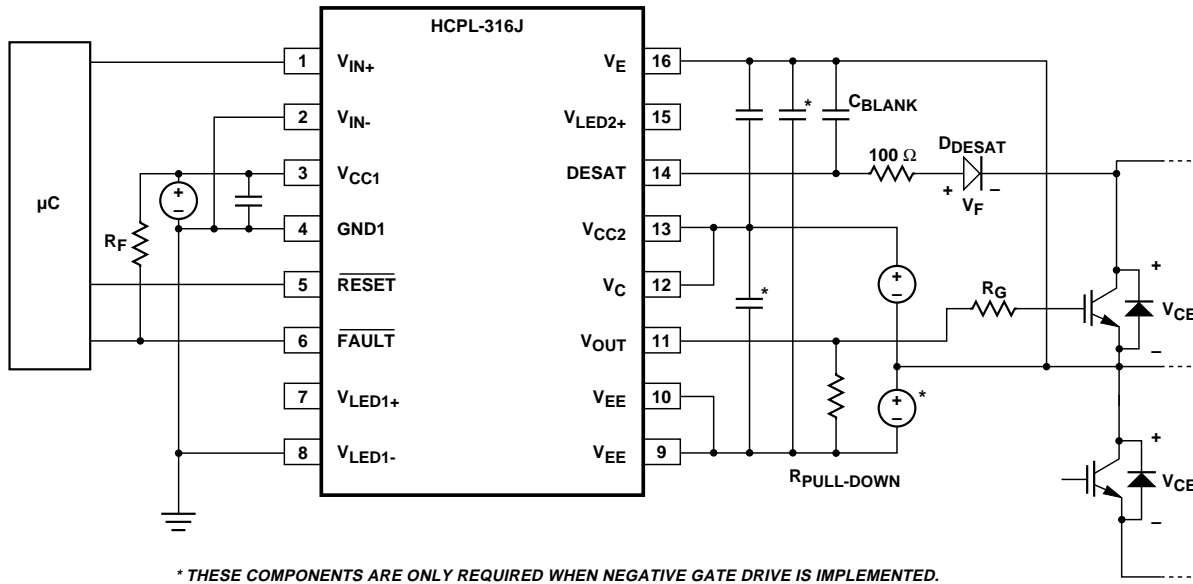 HCPL-316J
µC
1 V_IN+
2 V_IN-
3 V_CC1
4 GND1
5 R̅E̅S̅E̅T̅
6 F̅A̅U̅L̅T̅
7 V_LED1+
8 V_LED1-
R_F
+
–
V_E 16
V_LED2+ 15
DESAT 14
V_CC2 13
V_C 12
V_OUT 11
V_EE 10
V_EE 9
*
C_BLANK
100 Ω
D_DESAT
+ V_F –
*
+
–
R_G
+
V_CE
–
+
–
*
R_PULL-DOWN
+
V_CE
–
* THESE COMPONENTS ARE ONLY REQUIRED WHEN NEGATIVE GATE DRIVE IS IMPLEMENTED.